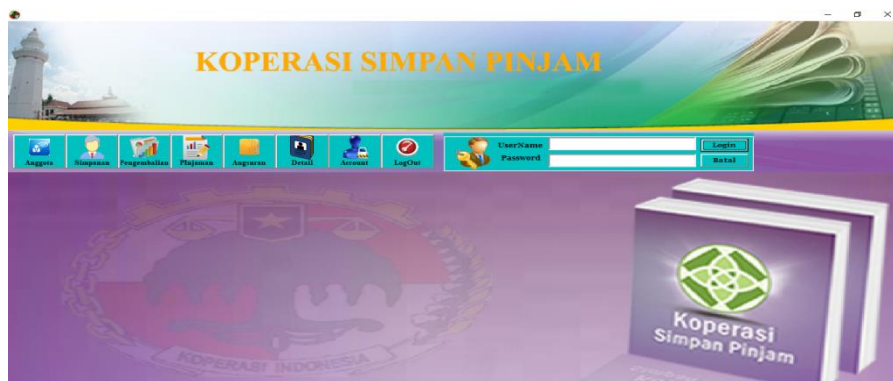 KOPERASI SIMPAN PINJAM
Anggota Simpanan Pengembalian PInjaman Angsuran Detail Account LogOut
UserName Login
Password Batal
KOPERASI INDONESIA
Koperasi
Simpan Pinjam